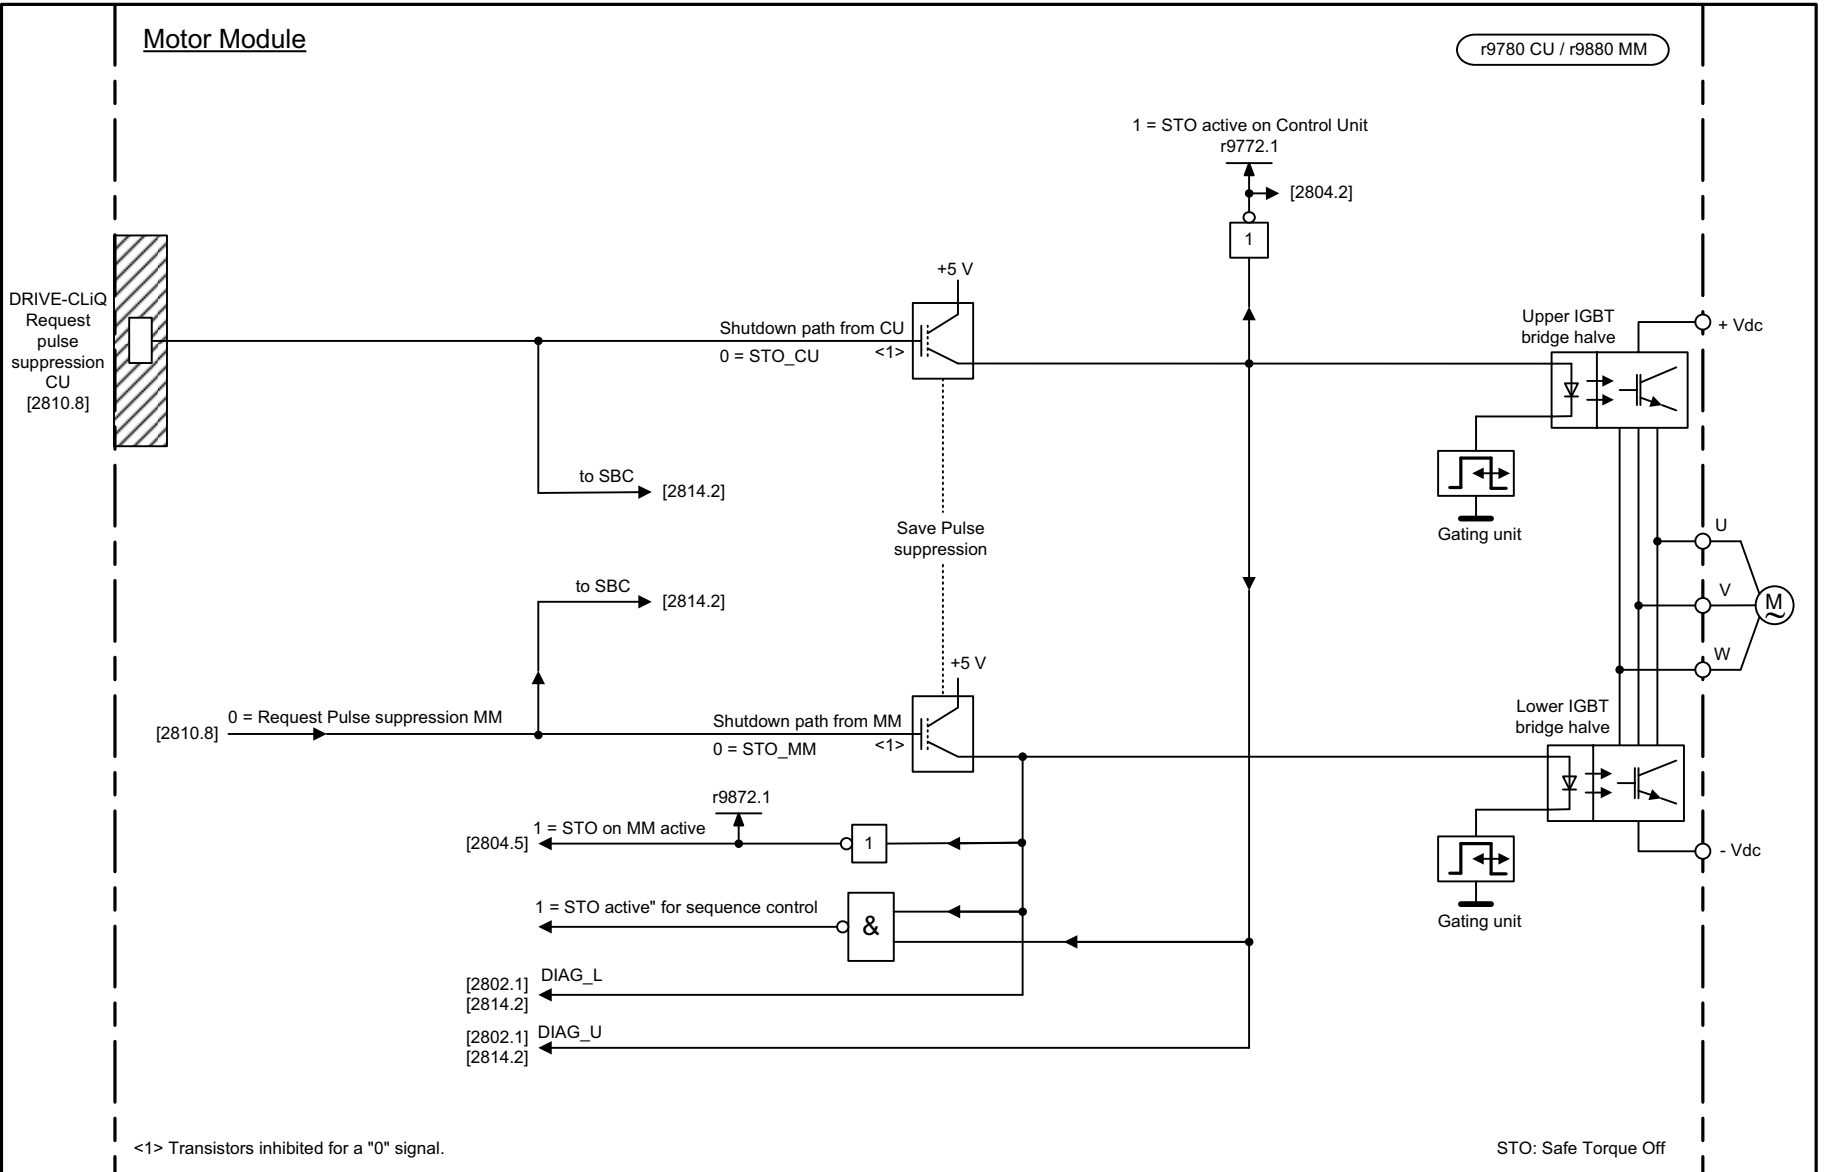 Motor Module
r9780 CU / r9880 MM
1 = STO active on Control Unit
r9772.1
[2804.2]
1
+5 V
DRIVE-CLiQ
Request
pulse
suppression
CU
[2810.8]
Shutdown path from CU
0 = STO_CU
<1>
Upper IGBT
bridge halve
+ Vdc
to SBC
[2814.2]
Gating unit
Save Pulse
suppression
U
to SBC
[2814.2]
V
M
~
W
+5 V
[2810.8]
0 = Request Pulse suppression MM
Shutdown path from MM
0 = STO_MM
<1>
Lower IGBT
bridge halve
r9872.1
[2804.5]
1 = STO on MM active
1
- Vdc
1 = STO active" for sequence control
&
Gating unit
[2802.1]
[2814.2]
DIAG_L
[2802.1]
[2814.2]
DIAG_U
<1> Transistors inhibited for a "0" signal.
STO: Safe Torque Off